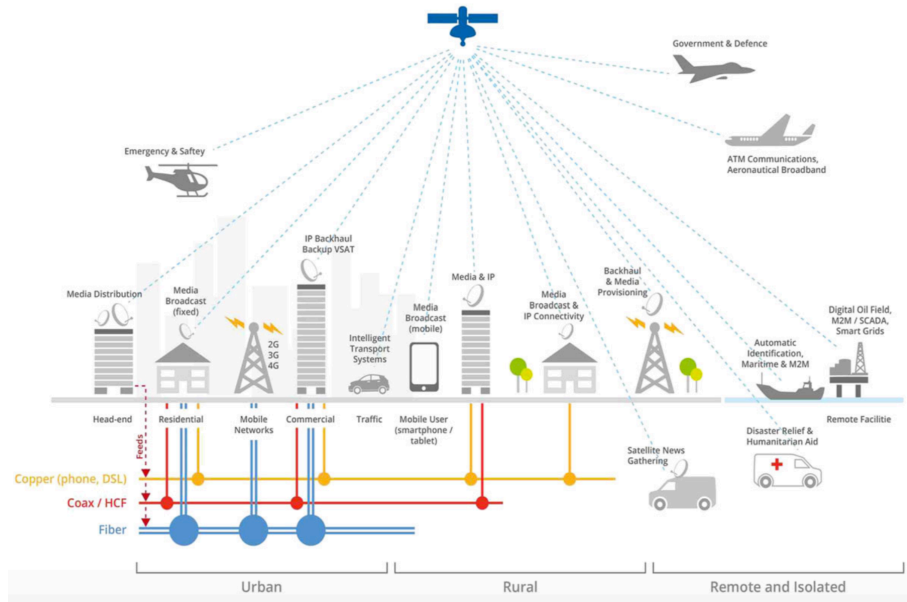 Government & Defence
Emergency & Saftey
ATM Communications,
Aeronautical Broadband
IP Backhaul
Backup VSAT
Media Distribution
Media
Broadcast
(fixed)
2G
3G
4G
Intelligent
Transport
Systems
Media
Broadcast
(mobile)
Media & IP
Media
Broadcast &
IP Connectivity
Backhaul
& Media
Provisioning
Automatic
Identification,
Maritime & M2M
Digital Oil Field,
M2M / SCADA,
Smart Grids
Head-end
Residential
Mobile
Networks
Commercial
Traffic
Mobile User
(smartphone /
tablet)
Remote Facilitie
Feeds
Satellite News
Gathering
Disaster Relief &
Humanitarian Aid
Copper (phone, DSL)
Coax / HCF
Fiber
Urban
Rural
Remote and Isolated